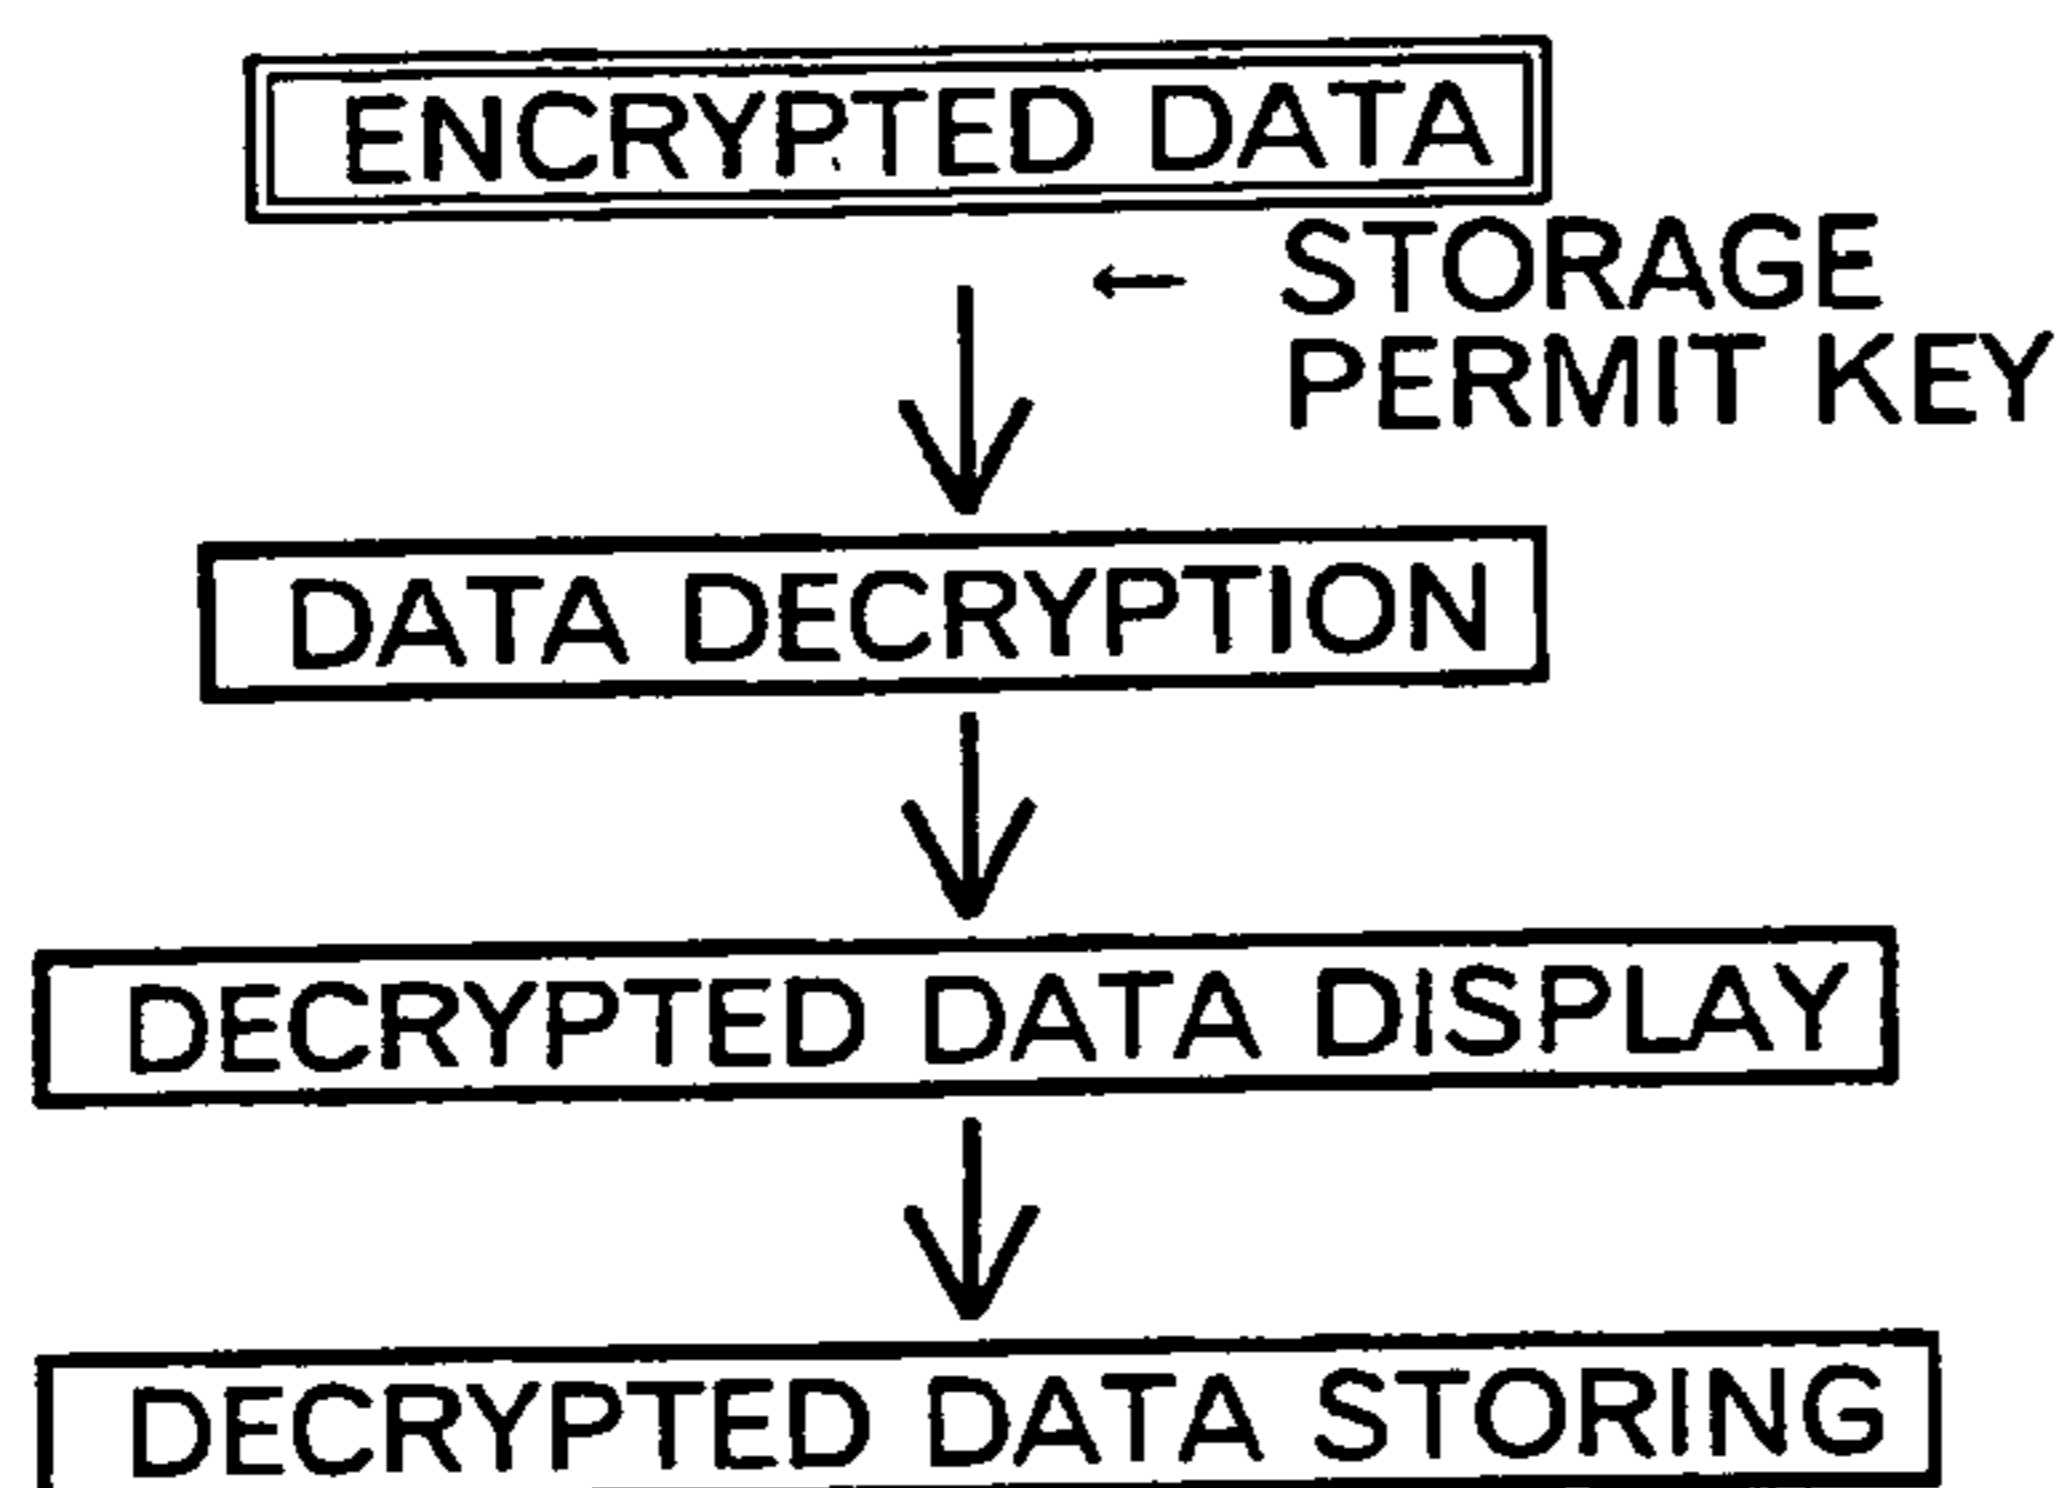 ENCRYPTED DATA
STORAGE
PERMIT KEY
DATA DECRYPTION
DECRYPTED DATA DISPLAY
DECRYPTED DATA STORING